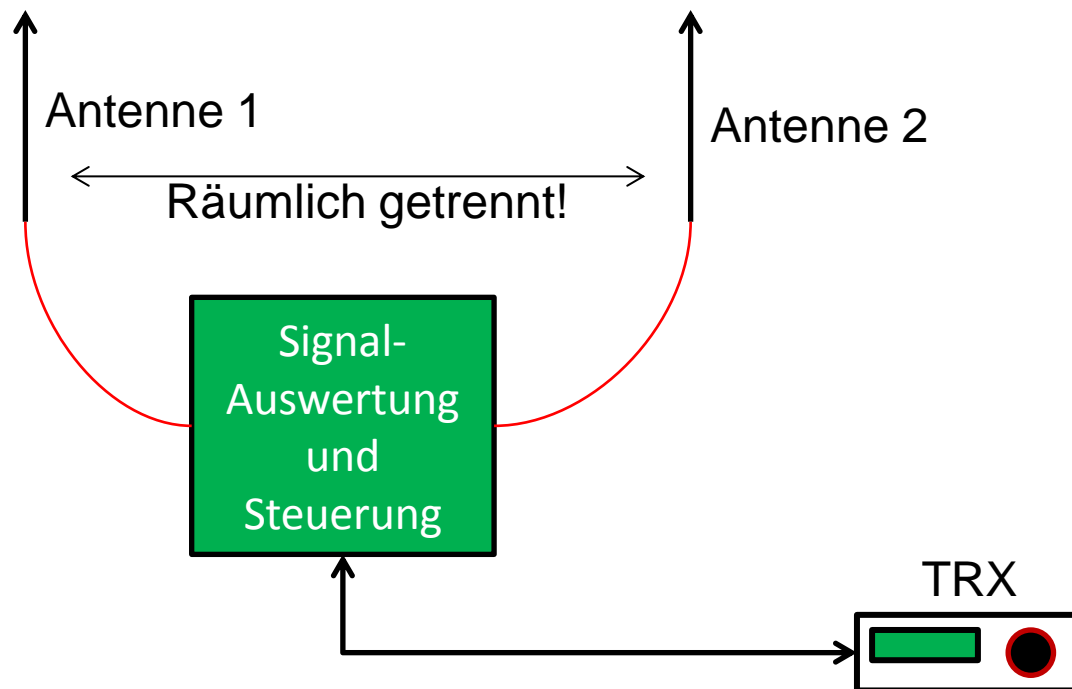 Antenne 1
Antenne 2
Räumlich getrennt!
Signal-
Auswertung
und
Steuerung
TRX